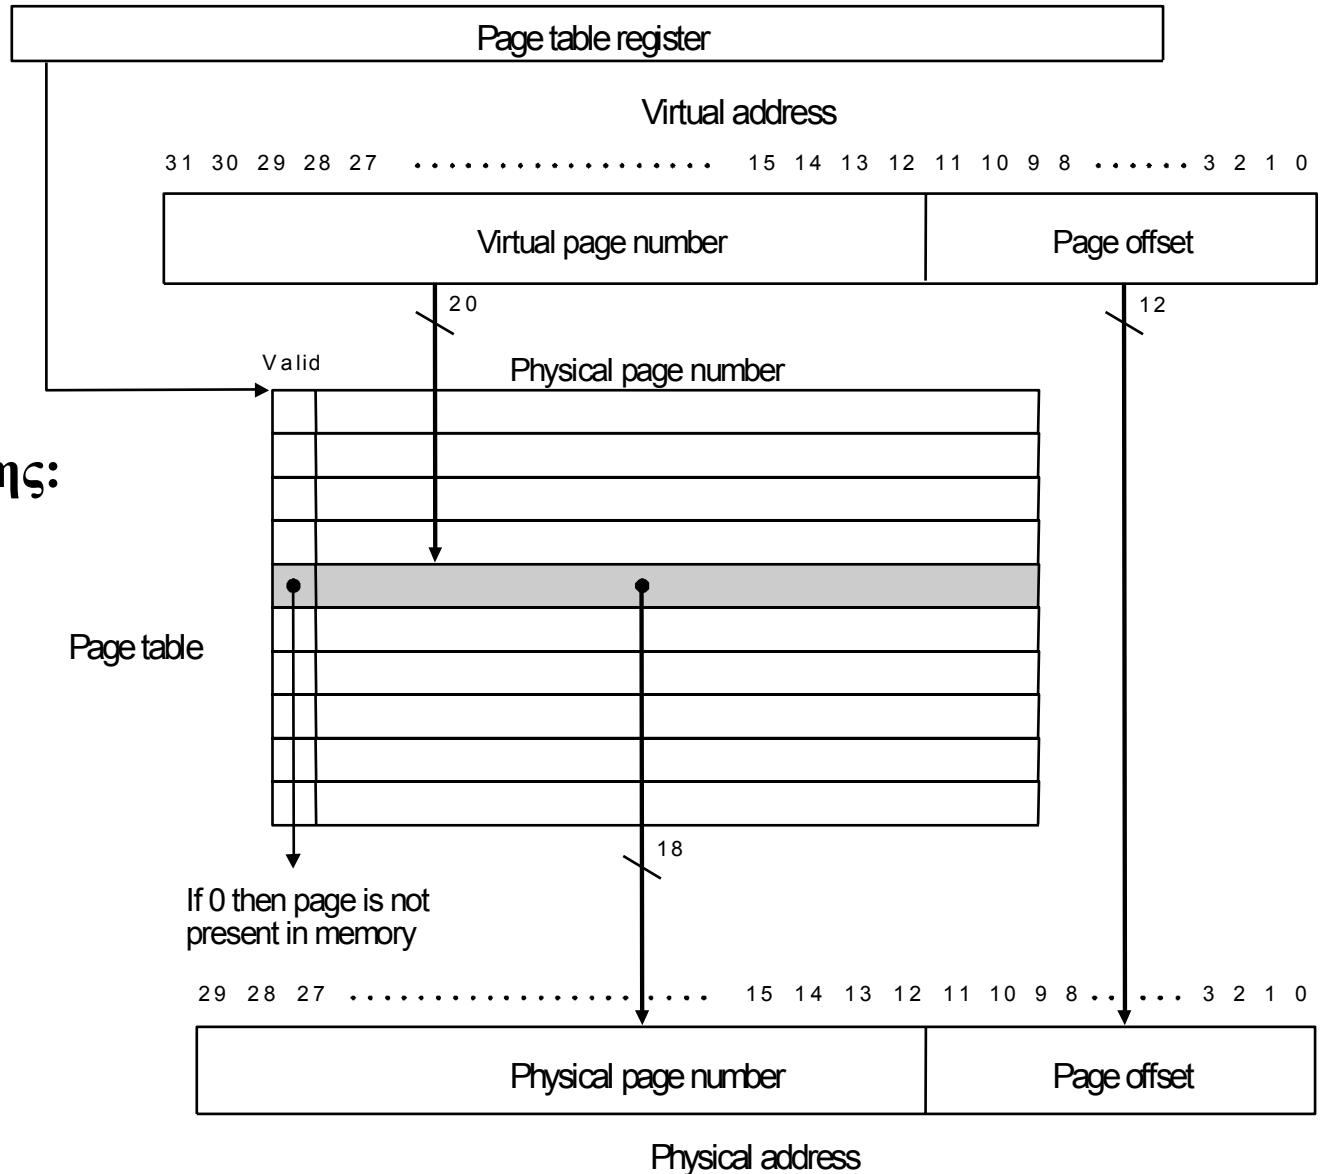 Page table register
Virtual address
31 30 29 28 27 .................. 15 14 13 12 11 10 9 8 ...... 3 2 1 0
Virtual page number Page offset
20 12
Valid Physical page number
ης:
Page table
18
If 0 then page is not
present in memory
29 28 27 ...................... 15 14 13 12 11 10 9 8 ...... 3 2 1 0
Physical page number Page offset
Physical address